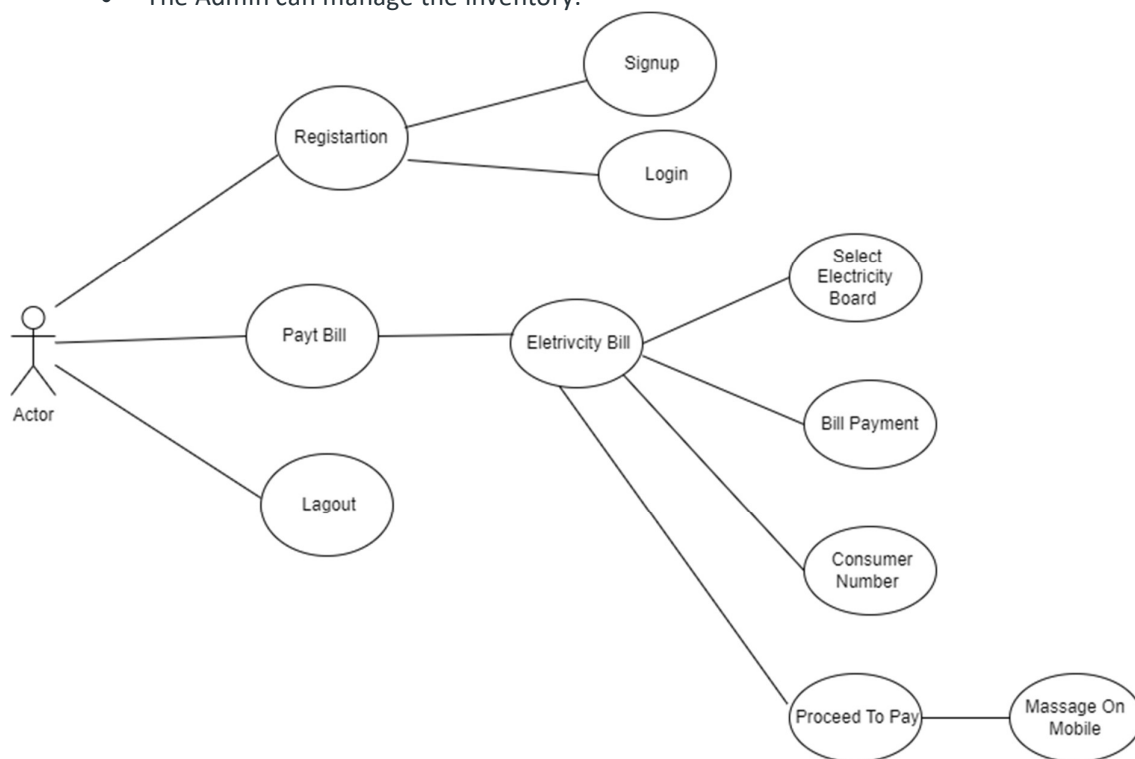 • The Admin can manage the inventory.
Signup
Registartion
Login
Select
Electricity
Board
Payt Bill
Eletrivcity Bill
Actor
Bill Payment
Lagout
Consumer
Number
Proceed To Pay
Massage On
Mobile